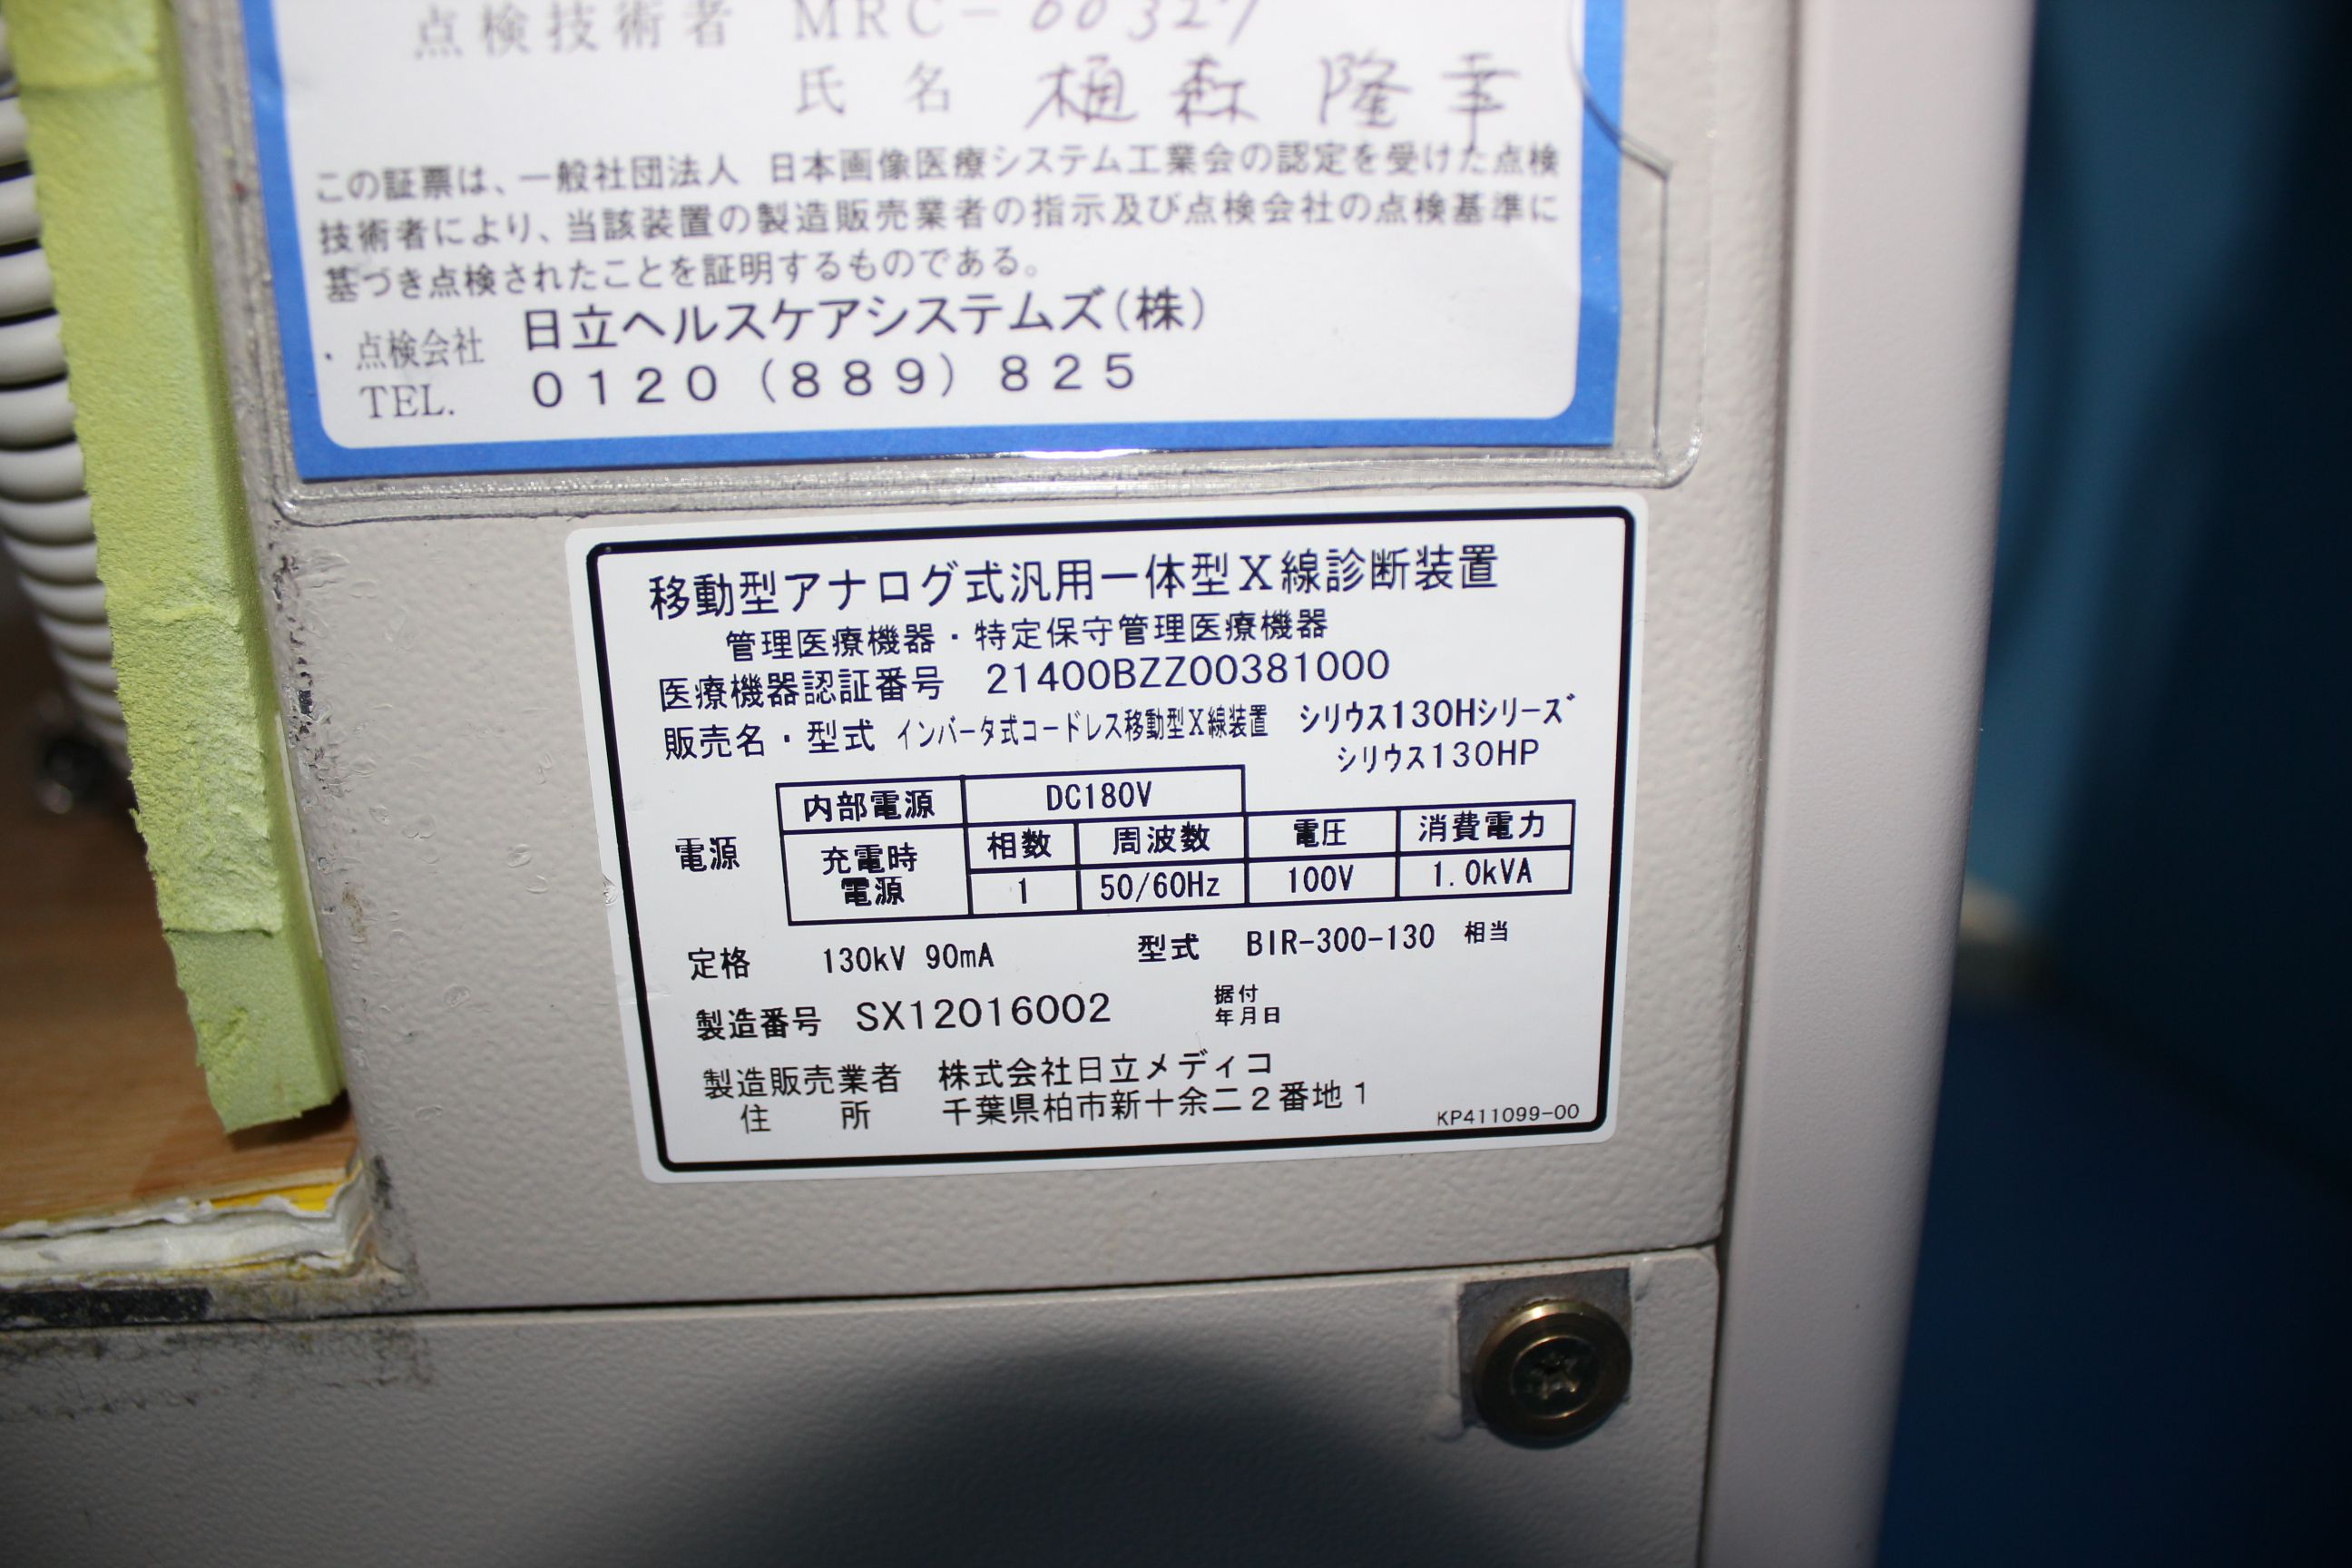 点検技術者 MRC-00327
氏 名 植森 隆幸
この証票は、一般社団法人 日本画像医療システム工業会の認定を受けた点検
技術者により、当該装置の製造販売業者の指示及び点検会社の点検基準に
基づき点検されたことを証明するものである。
・点検会社 日立ヘルスケアシステムズ(株)
TEL. 0120(889)825
移動型アナログ式汎用一体型X線診断装置
管理医療機器・特定保守管理医療機器
医療機器認証番号 21400BZZ00381000
販売名・型式 インバータ式コードレス移動型X線装置 シリウス130Hシリーズ
シリウス130HP
電源
内部電源 DC180V
充電時電源 相数 周波数 電圧 消費電力
1 50/60Hz 100V 1.0kVA
定格 130kV 90mA 型式 BIR-300-130 相当
製造番号 SX12016002 据付年月日
製造販売業者 株式会社日立メディコ
住所 千葉県柏市新十余二2番地1
KP411099-00